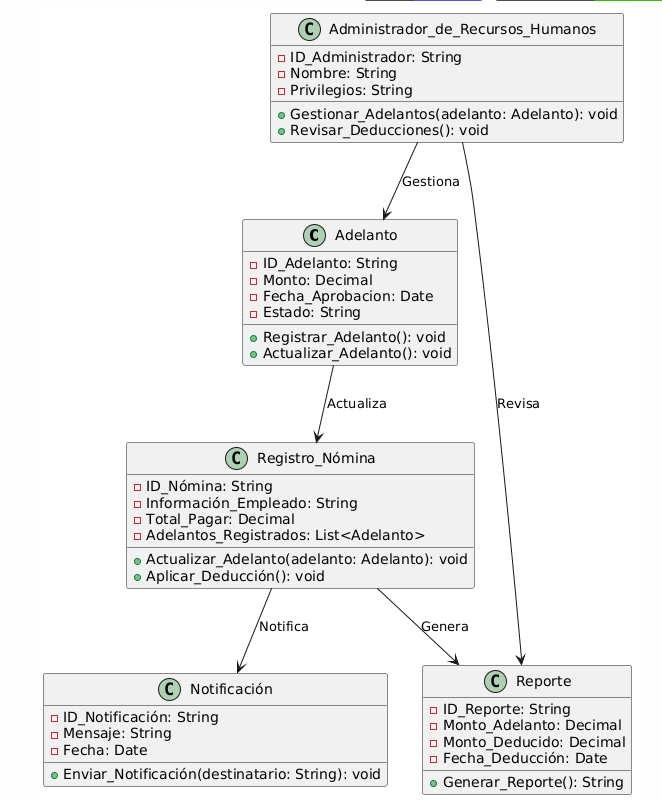 C Administrador_de_Recursos_Humanos
ID_Administrador: String
Nombre: String
Privilegios: String
Gestionar_Adelantos(adelanto: Adelanto): void
Revisar_Deducciones(): void
Gestiona
C Adelanto
ID_Adelanto: String
Monto: Decimal
Fecha_Aprobacion: Date
Estado: String
Registrar_Adelanto(): void
Actualizar_Adelanto(): void
Actualiza
Revisa
C Registro_Nómina
ID_Nómina: String
Información_Empleado: String
Total_Pagar: Decimal
Adelantos_Registrados: List<Adelanto>
Actualizar_Adelanto(adelanto: Adelanto): void
Aplicar_Deducción(): void
Notifica
Genera
C Notificación
ID_Notificación: String
Mensaje: String
Fecha: Date
Enviar_Notificación(destinatario: String): void
C Reporte
ID_Reporte: String
Monto_Adelanto: Decimal
Monto_Deducido: Decimal
Fecha_Deducción: Date
Generar_Reporte(): String